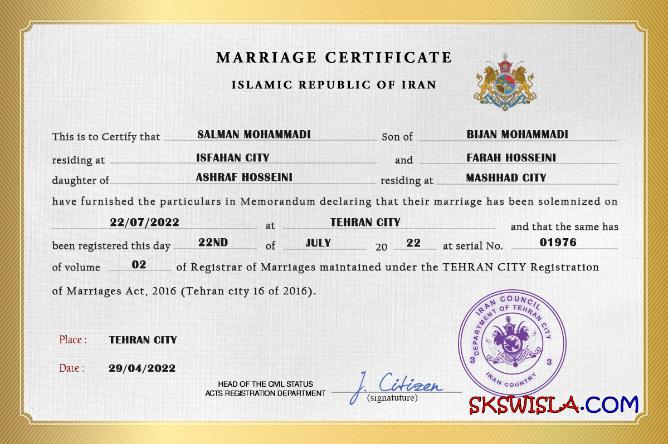 MARRIAGE CERTIFICATE
ISLAMIC REPUBLIC OF IRAN
This is to Certify that SALMAN MOHAMMADI Son of BIJAN MOHAMMADI
residing at ISFAHAN CITY and FARAH HOSSEINI
daughter of ASHRAF HOSSEINI residing at MASHHAD CITY
have furnished the particulars in Memorandum declaring that their marriage has been solemnized on
22/07/2022 at TEHRAN CITY and that the same has
been registered this day 22ND of JULY 20 22 at serial No. 01976
of volume 02 of Registrar of Marriages maintained under the TEHRAN CITY Registration
of Marriages Act, 2016 (Tehran city 16 of 2016).
IRAN COUNCIL
DEPARTMENT OF TEHRAN CITY
3 3
IRAN COUNTRY
Place : TEHRAN CITY
Date : 29/04/2022
HEAD OF THE CIVIL STATUS
ACTS REGISTRATION DEPARTMENT
J. Citizen
(signatuture)
SKSWISLA.COM